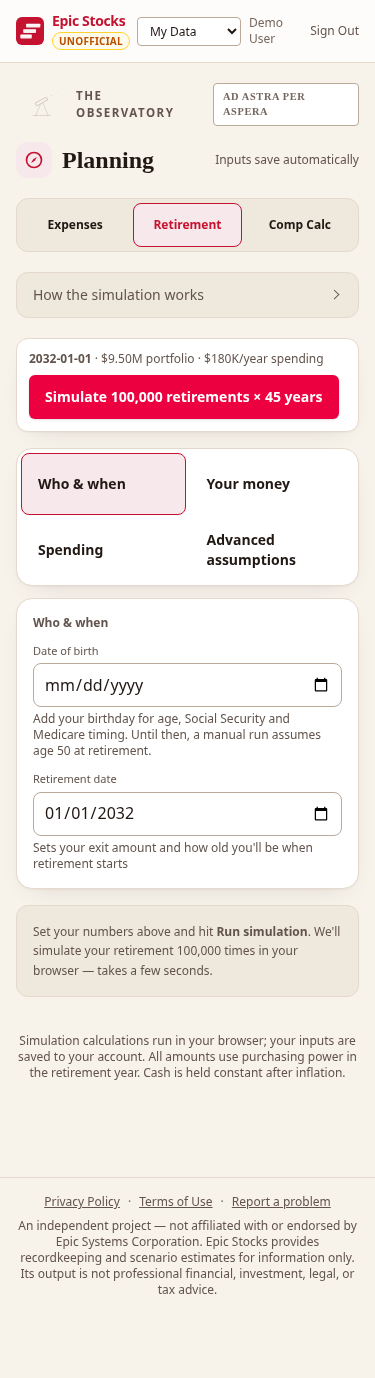 Epic Stocks
UNOFFICIAL
My Data
Demo
User
Sign Out
THE
OBSERVATORY
AD ASTRA PER
ASPERA
Planning
Inputs save automatically
Expenses
Retirement
Comp Calc
How the simulation works
2032-01-01 · $9.50M portfolio · $180K/year spending
Simulate 100,000 retirements × 45 years
Who & when
Your money
Spending
Advanced
assumptions
Who & when
Date of birth
mm/dd/yyyy
Add your birthday for age, Social Security and
Medicare timing. Until then, a manual run assumes
age 50 at retirement.
Retirement date
01/01/2032
Sets your exit amount and how old you'll be when
retirement starts
Set your numbers above and hit Run simulation. We'll
simulate your retirement 100,000 times in your
browser — takes a few seconds.
Simulation calculations run in your browser; your inputs are
saved to your account. All amounts use purchasing power in
the retirement year. Cash is held constant after inflation.
Privacy Policy · Terms of Use · Report a problem
An independent project — not affiliated with or endorsed by
Epic Systems Corporation. Epic Stocks provides
recordkeeping and scenario estimates for information only.
Its output is not professional financial, investment, legal, or
tax advice.